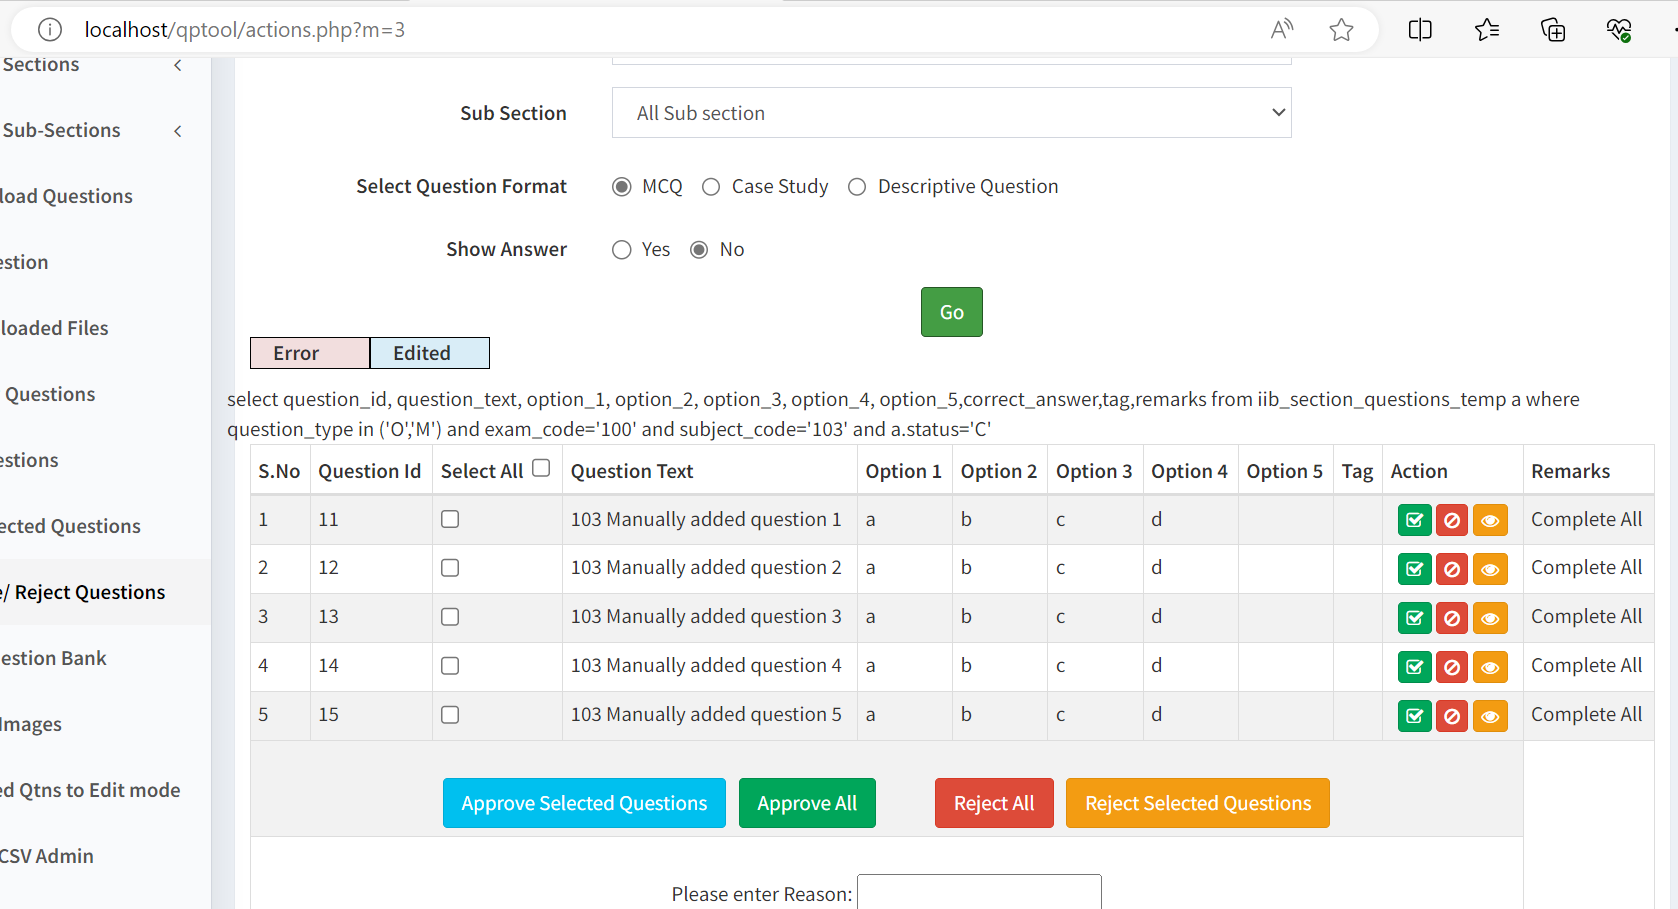 localhost/qptool/actions.php?m=3
Sections
Sub-Sections
load Questions
estion
loaded Files
Questions
estions
ected Questions
e/ Reject Questions
estion Bank
Images
ed Qtns to Edit mode
CSV Admin
Sub Section All Sub section
Select Question Format MCQ Case Study Descriptive Question
Show Answer Yes No
Go
Error Edited
select question_id, question_text, option_1, option_2, option_3, option_4, option_5,correct_answer,tag,remarks from iib_section_questions_temp a where
question_type in ('O','M') and exam_code='100' and subject_code='103' and a.status='C'
S.No Question Id Select All Question Text Option 1 Option 2 Option 3 Option 4 Option 5 Tag Action Remarks
1 11 103 Manually added question 1 a b c d Complete All
2 12 103 Manually added question 2 a b c d Complete All
3 13 103 Manually added question 3 a b c d Complete All
4 14 103 Manually added question 4 a b c d Complete All
5 15 103 Manually added question 5 a b c d Complete All
Approve Selected Questions Approve All Reject All Reject Selected Questions
Please enter Reason: